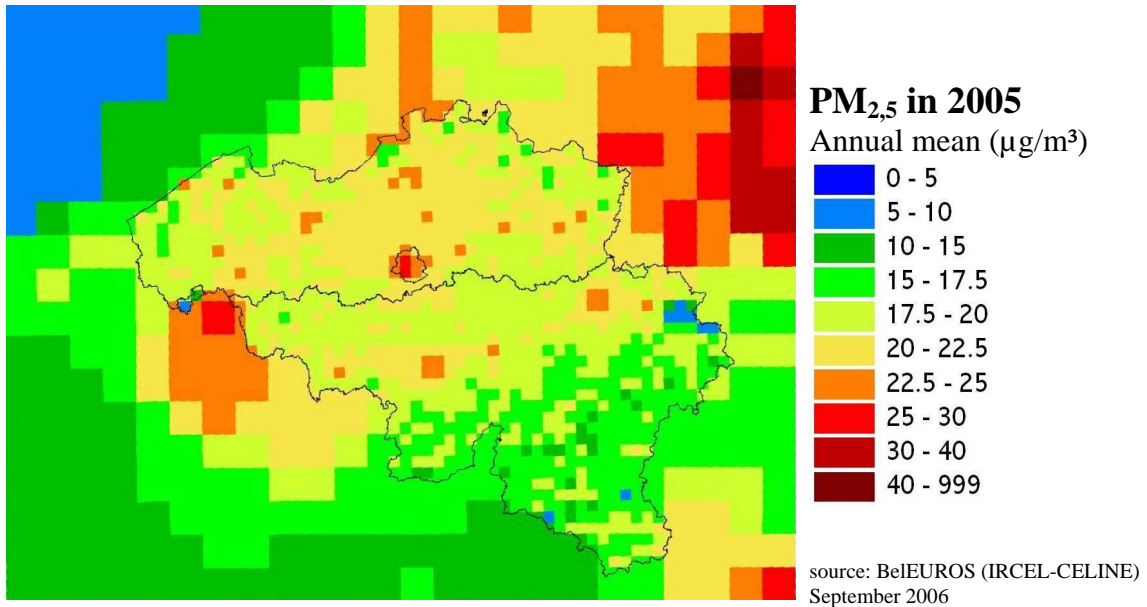 PM2,5 in 2005
Annual mean (µg/m³)
0 - 5
5 - 10
10 - 15
15 - 17.5
17.5 - 20
20 - 22.5
22.5 - 25
25 - 30
30 - 40
40 - 999
source: BelEUROS (IRCEL-CELINE)
September 2006